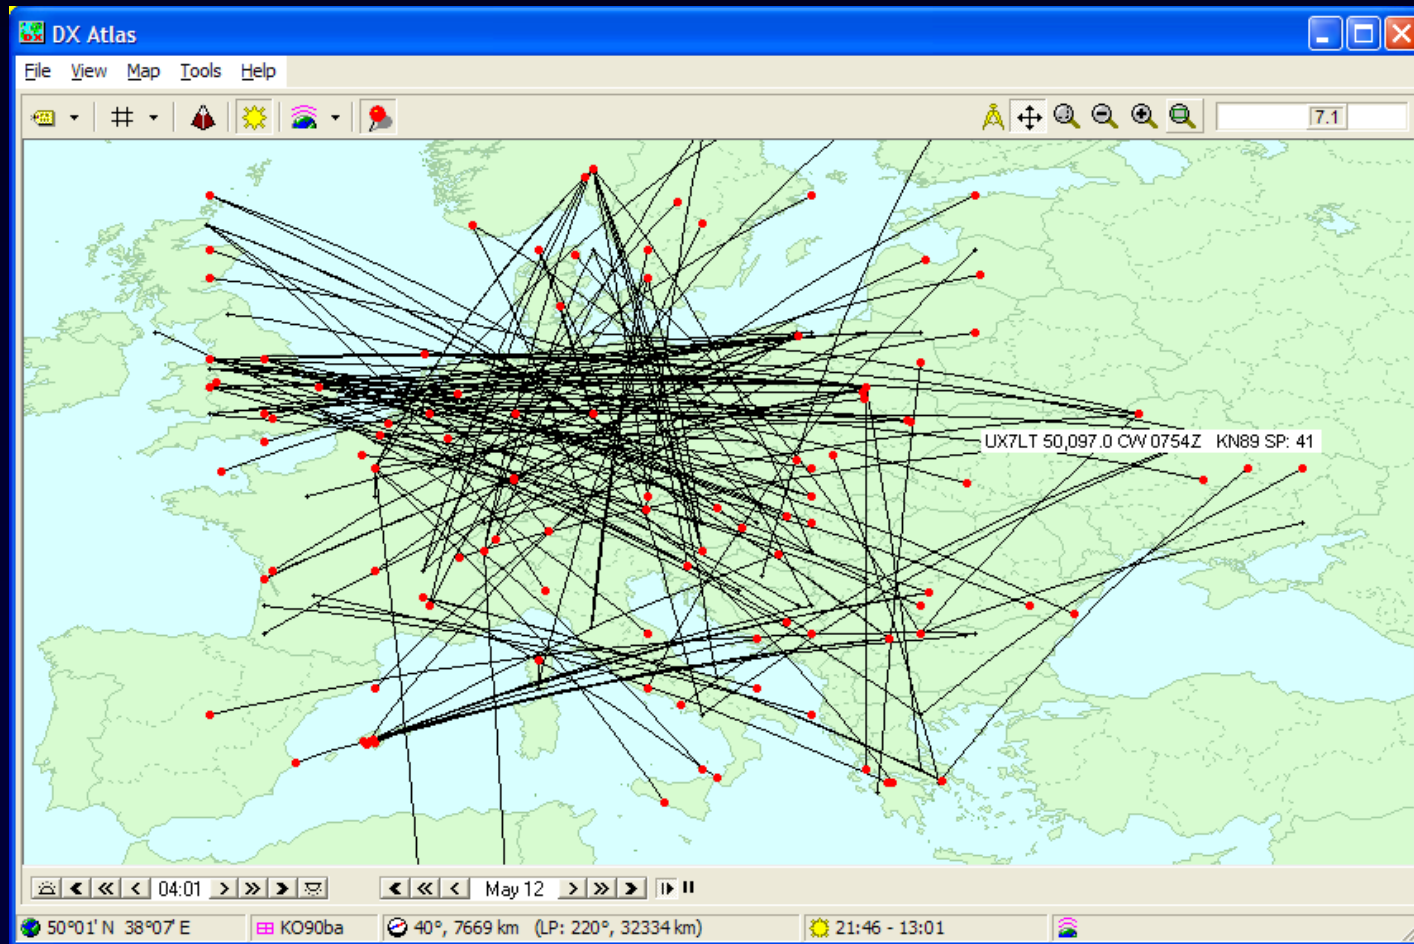 DX Atlas
File View Map Tools Help
7.1
UX7LT 50,097.0 CW 0754Z KN89 SP: 41
04:01 May 12
50°01' N 38°07' E KO90ba 40°, 7669 km (LP: 220°, 32334 km) 21:46 - 13:01